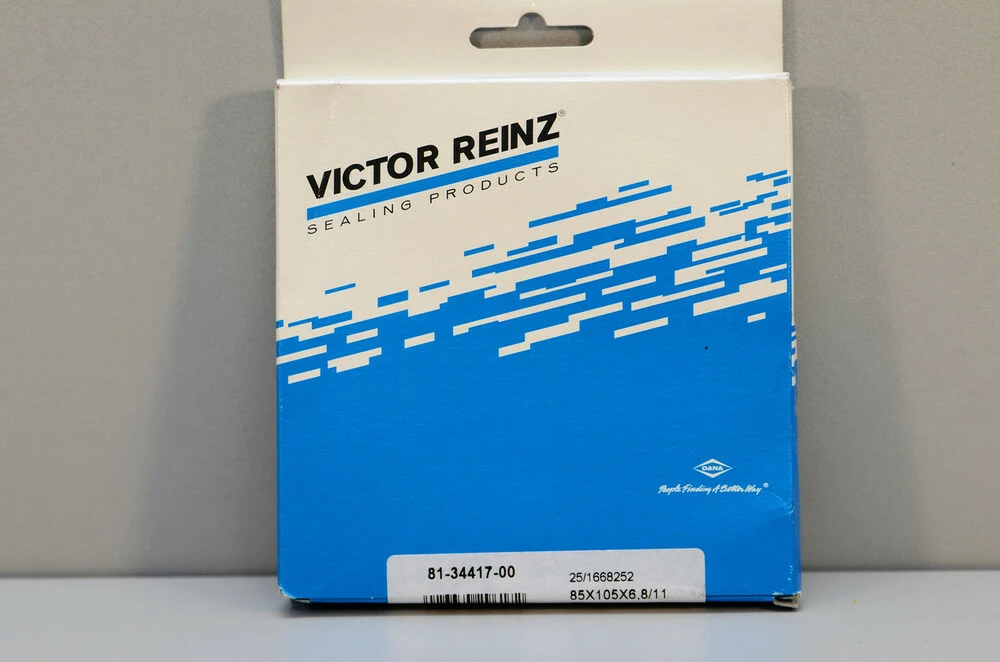 VICTOR REINZ®
SEALING PRODUCTS
DANA
People Finding A Better Way®
81-34417-00
25/1668252
85X105X6,8/11